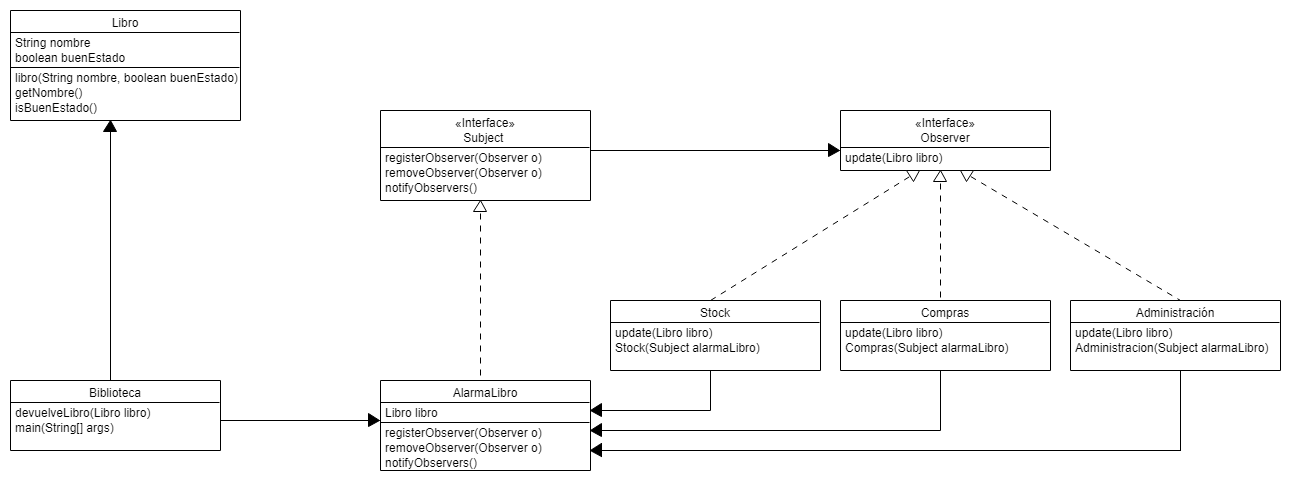 Libro
String nombre
boolean buenEstado
libro(String nombre, boolean buenEstado)
getNombre()
isBuenEstado()
«Interface»
Subject
registerObserver(Observer o)
removeObserver(Observer o)
notifyObservers()
«Interface»
Observer
update(Libro libro)
Stock
update(Libro libro)
Stock(Subject alarmaLibro)
Compras
update(Libro libro)
Compras(Subject alarmaLibro)
Administración
update(Libro libro)
Administracion(Subject alarmaLibro)
Biblioteca
devuelveLibro(Libro libro)
main(String[] args)
AlarmaLibro
Libro libro
registerObserver(Observer o)
removeObserver(Observer o)
notifyObservers()